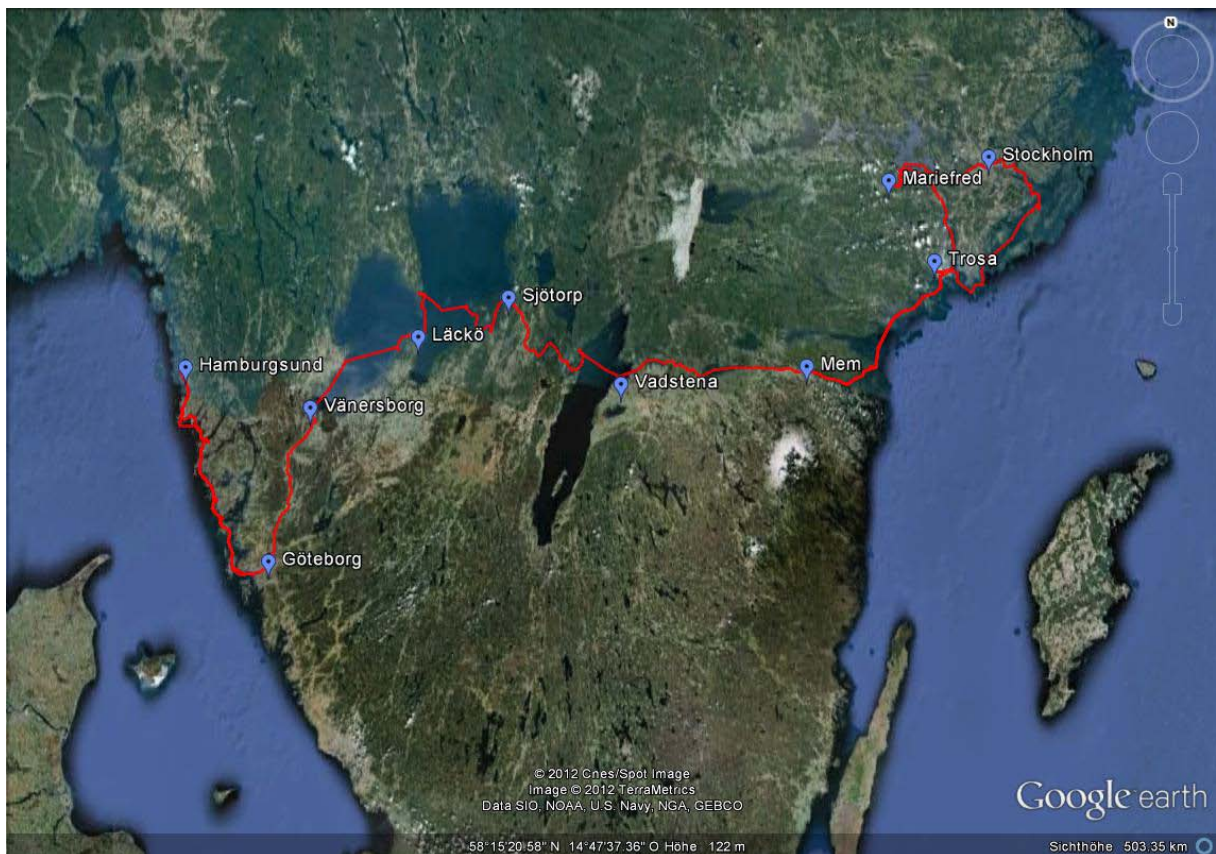 N
Stockholm
Mariefred
Trosa
Sjötorp
Läckö
Hamburgsund
Mem
Vadstena
Vänersborg
Göteborg
© 2012 Cnes/Spot Image
Image © 2012 TerraMetrics
Data SIO, NOAA, U.S. Navy, NGA, GEBCO
Google earth
58°15'20.58" N 14°47'37.36" O Höhe 122 m
Sichthöhe 503.35 km